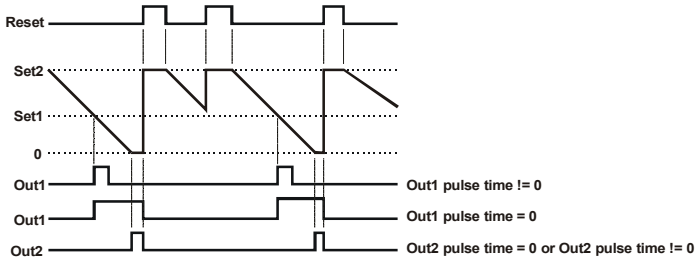 Reset
Set2
Set1
0
Out1 Out1 pulse time != 0
Out1 Out1 pulse time = 0
Out2 Out2 pulse time = 0 or Out2 pulse time != 0